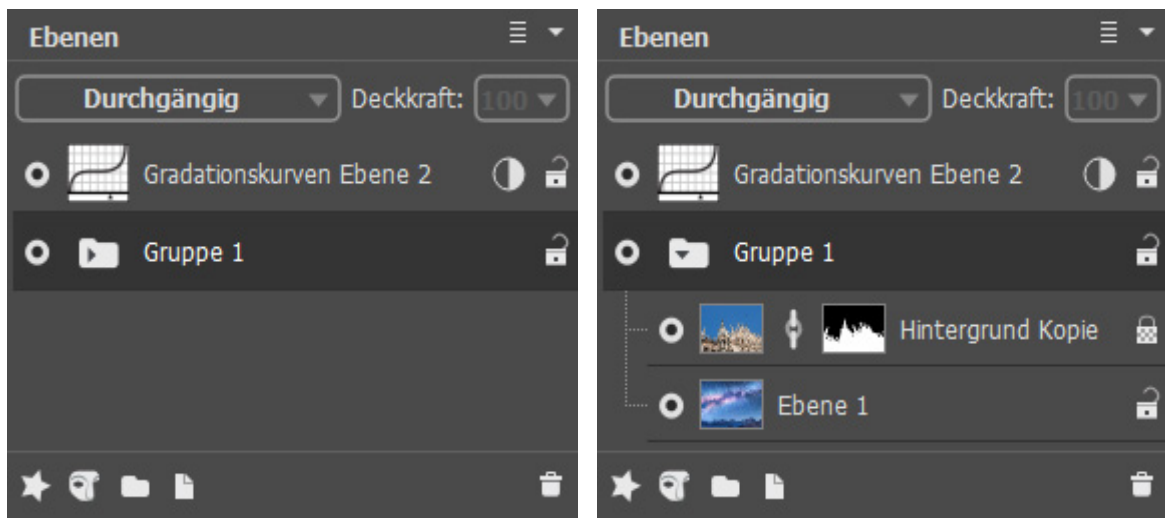 Ebenen
Durchgängig Deckkraft: 100
Gradationskurven Ebene 2
Gruppe 1
Ebenen
Durchgängig Deckkraft: 100
Gradationskurven Ebene 2
Gruppe 1
Hintergrund Kopie
Ebene 1